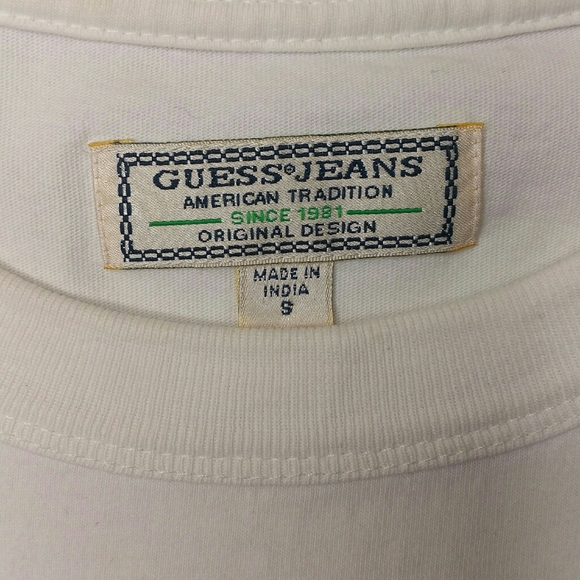 GUESS® JEANS
AMERICAN TRADITION
SINCE 1981
ORIGINAL DESIGN
MADE IN
INDIA
S